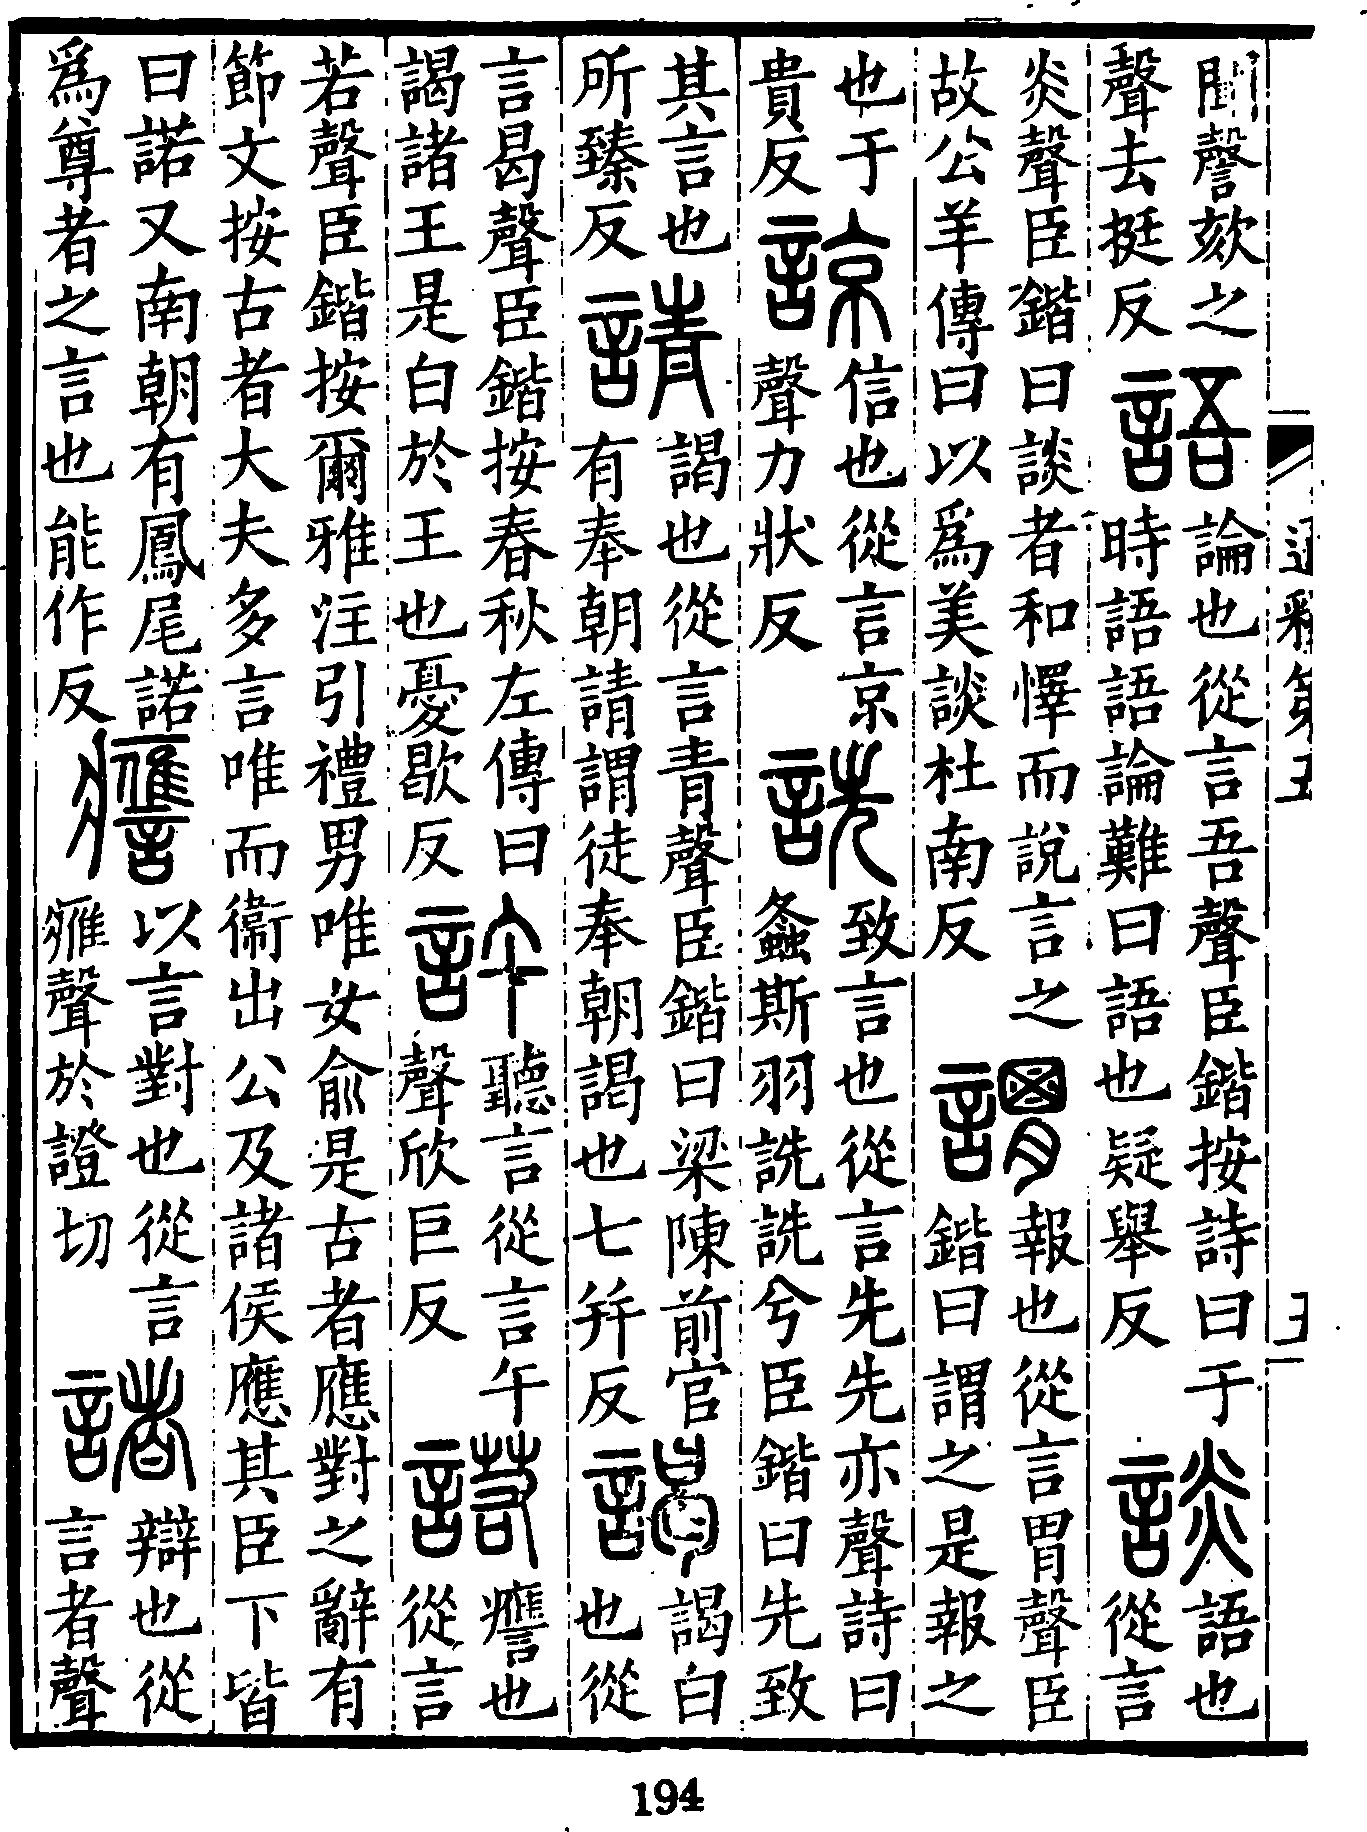 通釋第五
聞謦欬之聲去挺反語論也從言吾聲臣鍇按詩曰于時語語論難曰語也疑舉反談語也從言
炎聲臣鍇曰談者和懌而說言之故公羊傳曰以爲美談杜南反謂報也從言胃聲臣鍇曰謂之是報之
也于貴反諒信也從言京聲力狀反詵致言也從言先先亦聲詩曰螽斯羽詵詵兮臣鍇曰先致
其言也所臻反請謁也從言青聲臣鍇曰梁陳前官有奉朝請謂徒奉朝謁也七幷反謁謁白也從
言曷聲臣鍇按春秋左傳曰謁諸王是白於王也憂歇反許聽言從言午聲欣巨反諾譍也從言
若聲臣鍇按爾雅注引禮男唯女俞是古者應對之辭有節文按古者大夫多言唯而衞出公及諸侯應其臣下皆
曰諾又南朝有鳳尾諾爲尊者之言也能作反譍以言對也從言䧹聲於證切諸辯也從言者聲
194